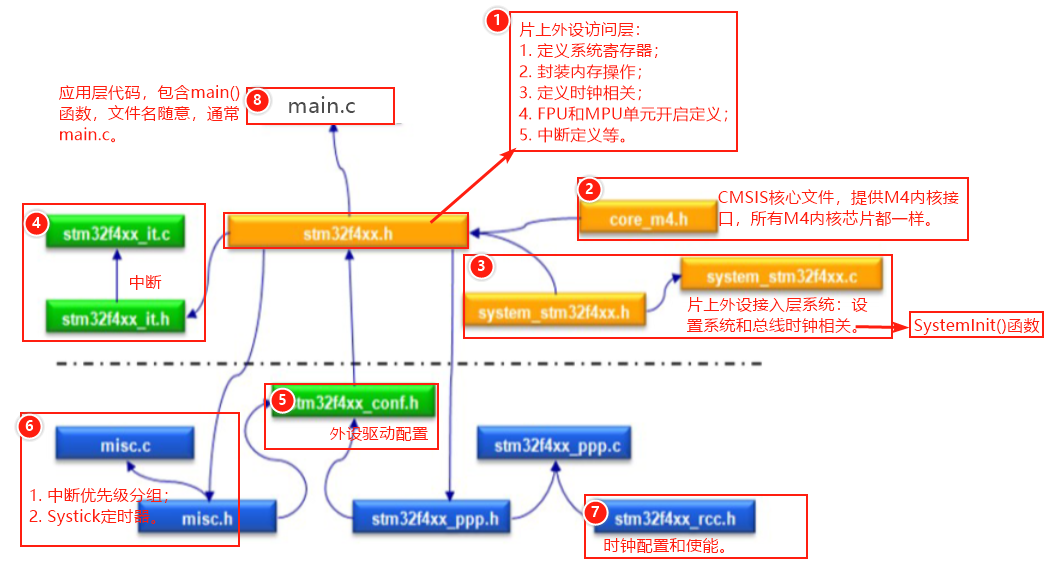 1
片上外设访问层：
1. 定义系统寄存器；
2. 封装内存操作；
3. 定义时钟相关；
4. FPU和MPU单元开启定义；
5. 中断定义等。
应用层代码，包含main()
函数，文件名随意，通常
main.c。
8
main.c
2
core_m4.h
CMSIS核心文件，提供M4内核接
口，所有M4内核芯片都一样。
4
stm32f4xx_it.c
中断
stm32f4xx_it.h
stm32f4xx.h
3
system_stm32f4xx.c
system_stm32f4xx.h
片上外设接入层系统：设
置系统和总线时钟相关。
SystemInit()函数
5
stm32f4xx_conf.h
外设驱动配置
6
misc.c
1. 中断优先级分组；
2. Systick定时器。
misc.h
stm32f4xx_ppp.c
stm32f4xx_ppp.h
7
stm32f4xx_rcc.h
时钟配置和使能。